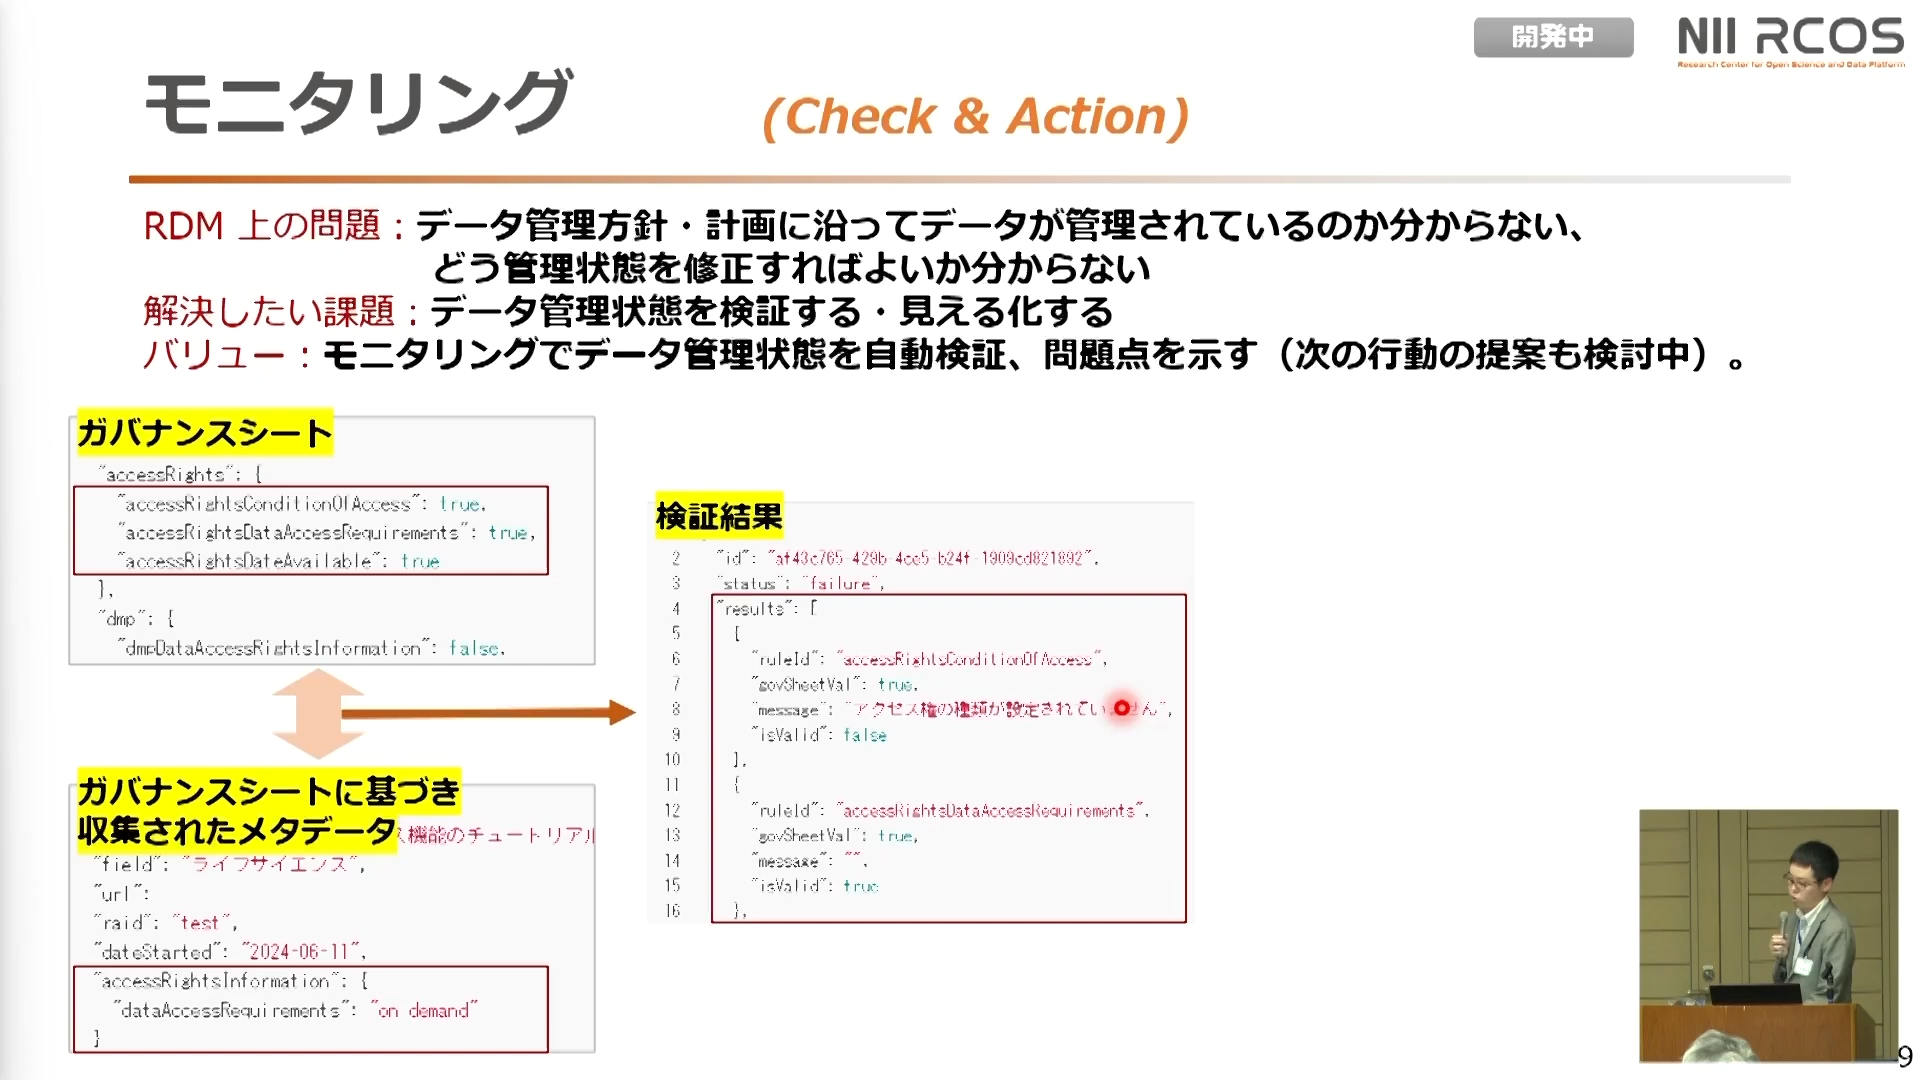 開発中
NII RCOS
Research Center for Open Science and Data Platform
モニタリング (Check & Action)
RDM 上の問題：データ管理方針・計画に沿ってデータが管理されているのか分からない、
どう管理状態を修正すればよいか分からない
解決したい課題：データ管理状態を検証する・見える化する
バリュー：モニタリングでデータ管理状態を自動検証、問題点を示す（次の行動の提案も検討中）。
ガバナンスシート
"accessRights": {
"accessRightsConditionOfAccess": true,
"accessRightsDataAccessRequirements": true,
"accessRightsDateAvailable": true
},
"dmp": {
"dmpDataAccessRightsInformation": false,
ガバナンスシートに基づき
収集されたメタデータ
ス機能のチュートリアル
"field": "ライフサイエンス",
"url":
"raid": "test",
"dateStarted": "2024-06-11",
"accessRightsInformation": {
"dataAccessRequirements": "on demand"
}
検証結果
2 "id": "af43c765-429b-4ce5-b24f-1909cd821892",
3 "status": "failure",
4 "results": [
5 {
6 "ruleId": "accessRightsConditionOfAccess",
7 "govSheetVal": true,
8 "message": "アクセス権の種類が設定されていません",
9 "isValid": false
10 },
11 {
12 "ruleId": "accessRightsDataAccessRequirements",
13 "govSheetVal": true,
14 "message": "",
15 "isValid": true
16 },
9